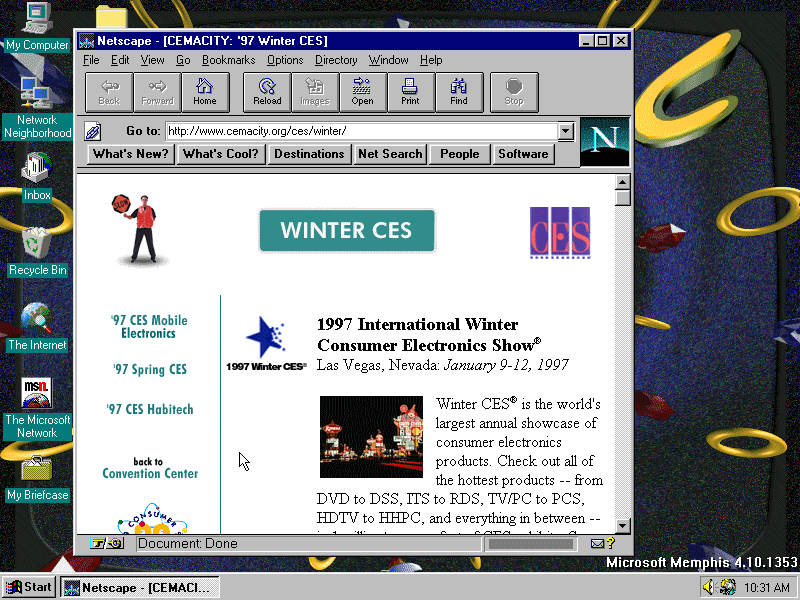 My Computer
Network
Neighborhood
Inbox
Recycle Bin
The Internet
msn.
The Microsoft
Network
My Briefcase
Netscape - [CEMACITY: '97 Winter CES]
File Edit View Go Bookmarks Options Directory Window Help
Back Forward Home Reload Images Open Print Find Stop
Go to: http://www.cemacity.org/ces/winter/
N
What's New? What's Cool? Destinations Net Search People Software
SLOW
WINTER CES
CES
'97 CES Mobile
Electronics
'97 Spring CES
'97 CES Habitech
back to
Convention Center
CONSUMER
1997 Winter CES®
1997 International Winter
Consumer Electronics Show®
Las Vegas, Nevada: January 9-12, 1997
Winter CES® is the world's
largest annual showcase of
consumer electronics
products. Check out all of
the hottest products -- from
DVD to DSS, ITS to RDS, TV/PC to PCS,
HDTV to HHPC, and everything in between --
Document: Done
Microsoft Memphis 4.10.1353
Start
Netscape - [CEMACI...
10:31 AM